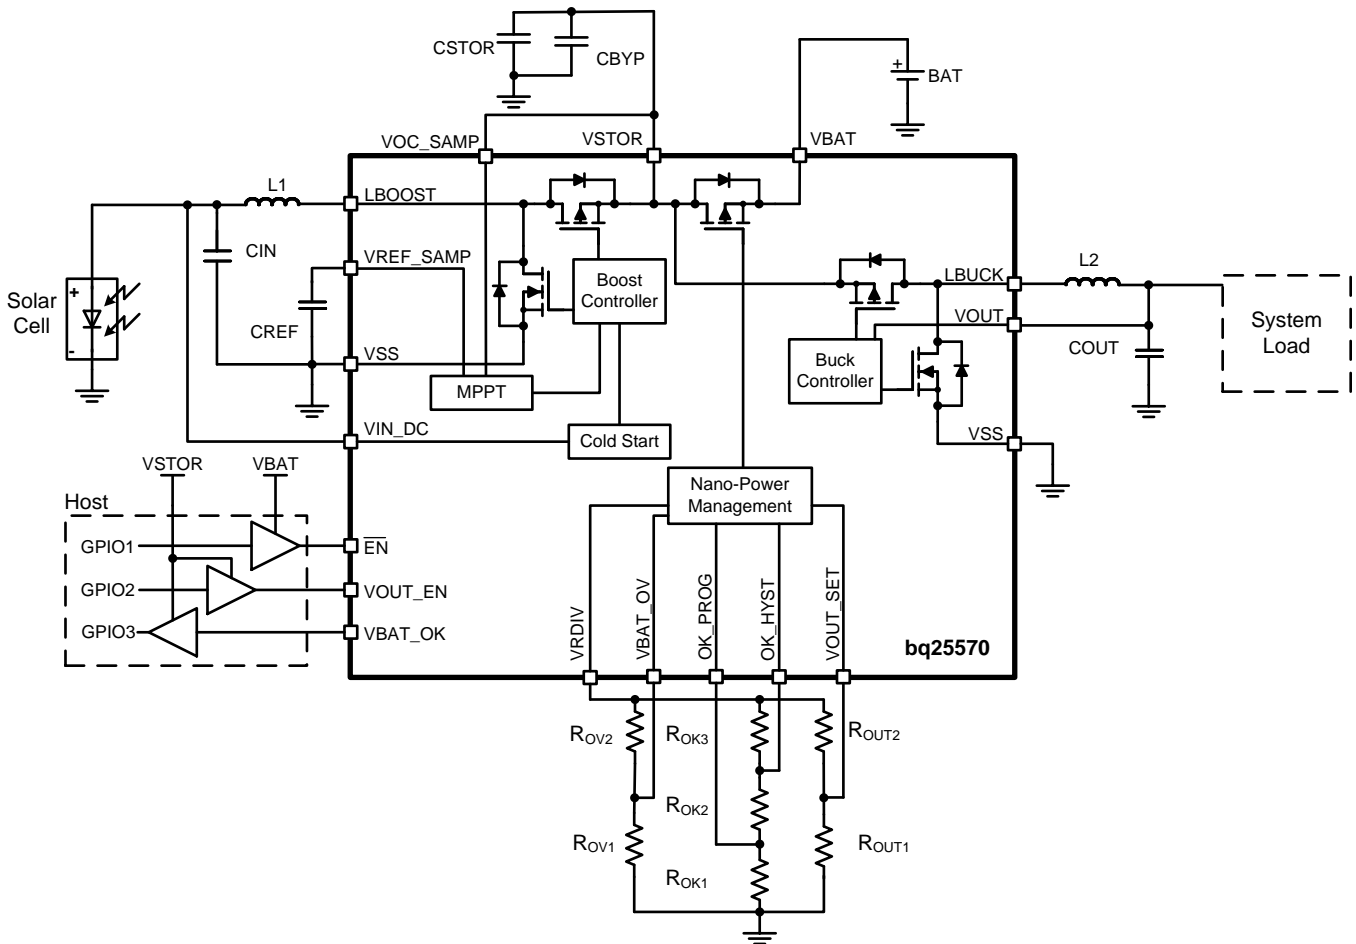 CSTOR
CBYP
+
BAT
VOC_SAMP
VSTOR
VBAT
L1
LBOOST
CIN
VREF_SAMP
Boost
Controller
L2
LBUCK
Solar
Cell
+
-
CREF
VSS
VOUT
COUT
System
Load
Buck
Controller
MPPT
VIN_DC
Cold Start
VSS
VSTOR
VBAT
Nano-Power
Management
Host
GPIO1
EN
GPIO2
VOUT_EN
GPIO3
VBAT_OK
VRDIV
VBAT_OV
OK_PROG
OK_HYST
VOUT_SET
bq25570
ROV2
ROK3
ROUT2
ROK2
ROV1
ROUT1
ROK1